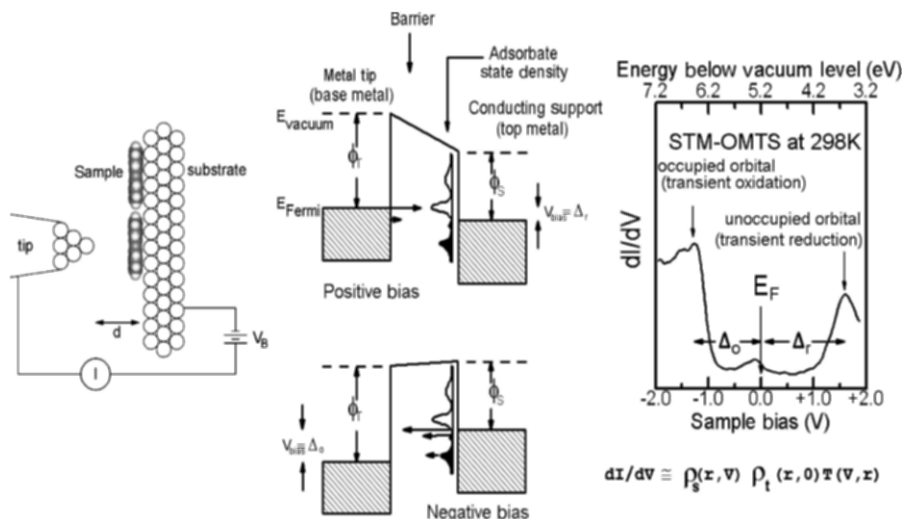 Sample
substrate
tip
d
I
V_B
Barrier
Metal tip
(base metal)
Adsorbate
state density
Conducting support
(top metal)
E_vacuum
ϕ_T
ϕ_S
E_Fermi
V_bias = Δ_r
Positive bias
ϕ_T
ϕ_S
V_bias = Δ_o
Negative bias
Energy below vacuum level (eV)
7.2 6.2 5.2 4.2 3.2
STM-OMTS at 298K
occupied orbital
(transient oxidation)
unoccupied orbital
(transient reduction)
dI/dV
E_F
Δ_o Δ_r
-2.0 -1.0 0.0 +1.0 +2.0
Sample bias (V)
dI/dV ≅ ρ_s(r,V) ρ_t (r,0)T(V,r)